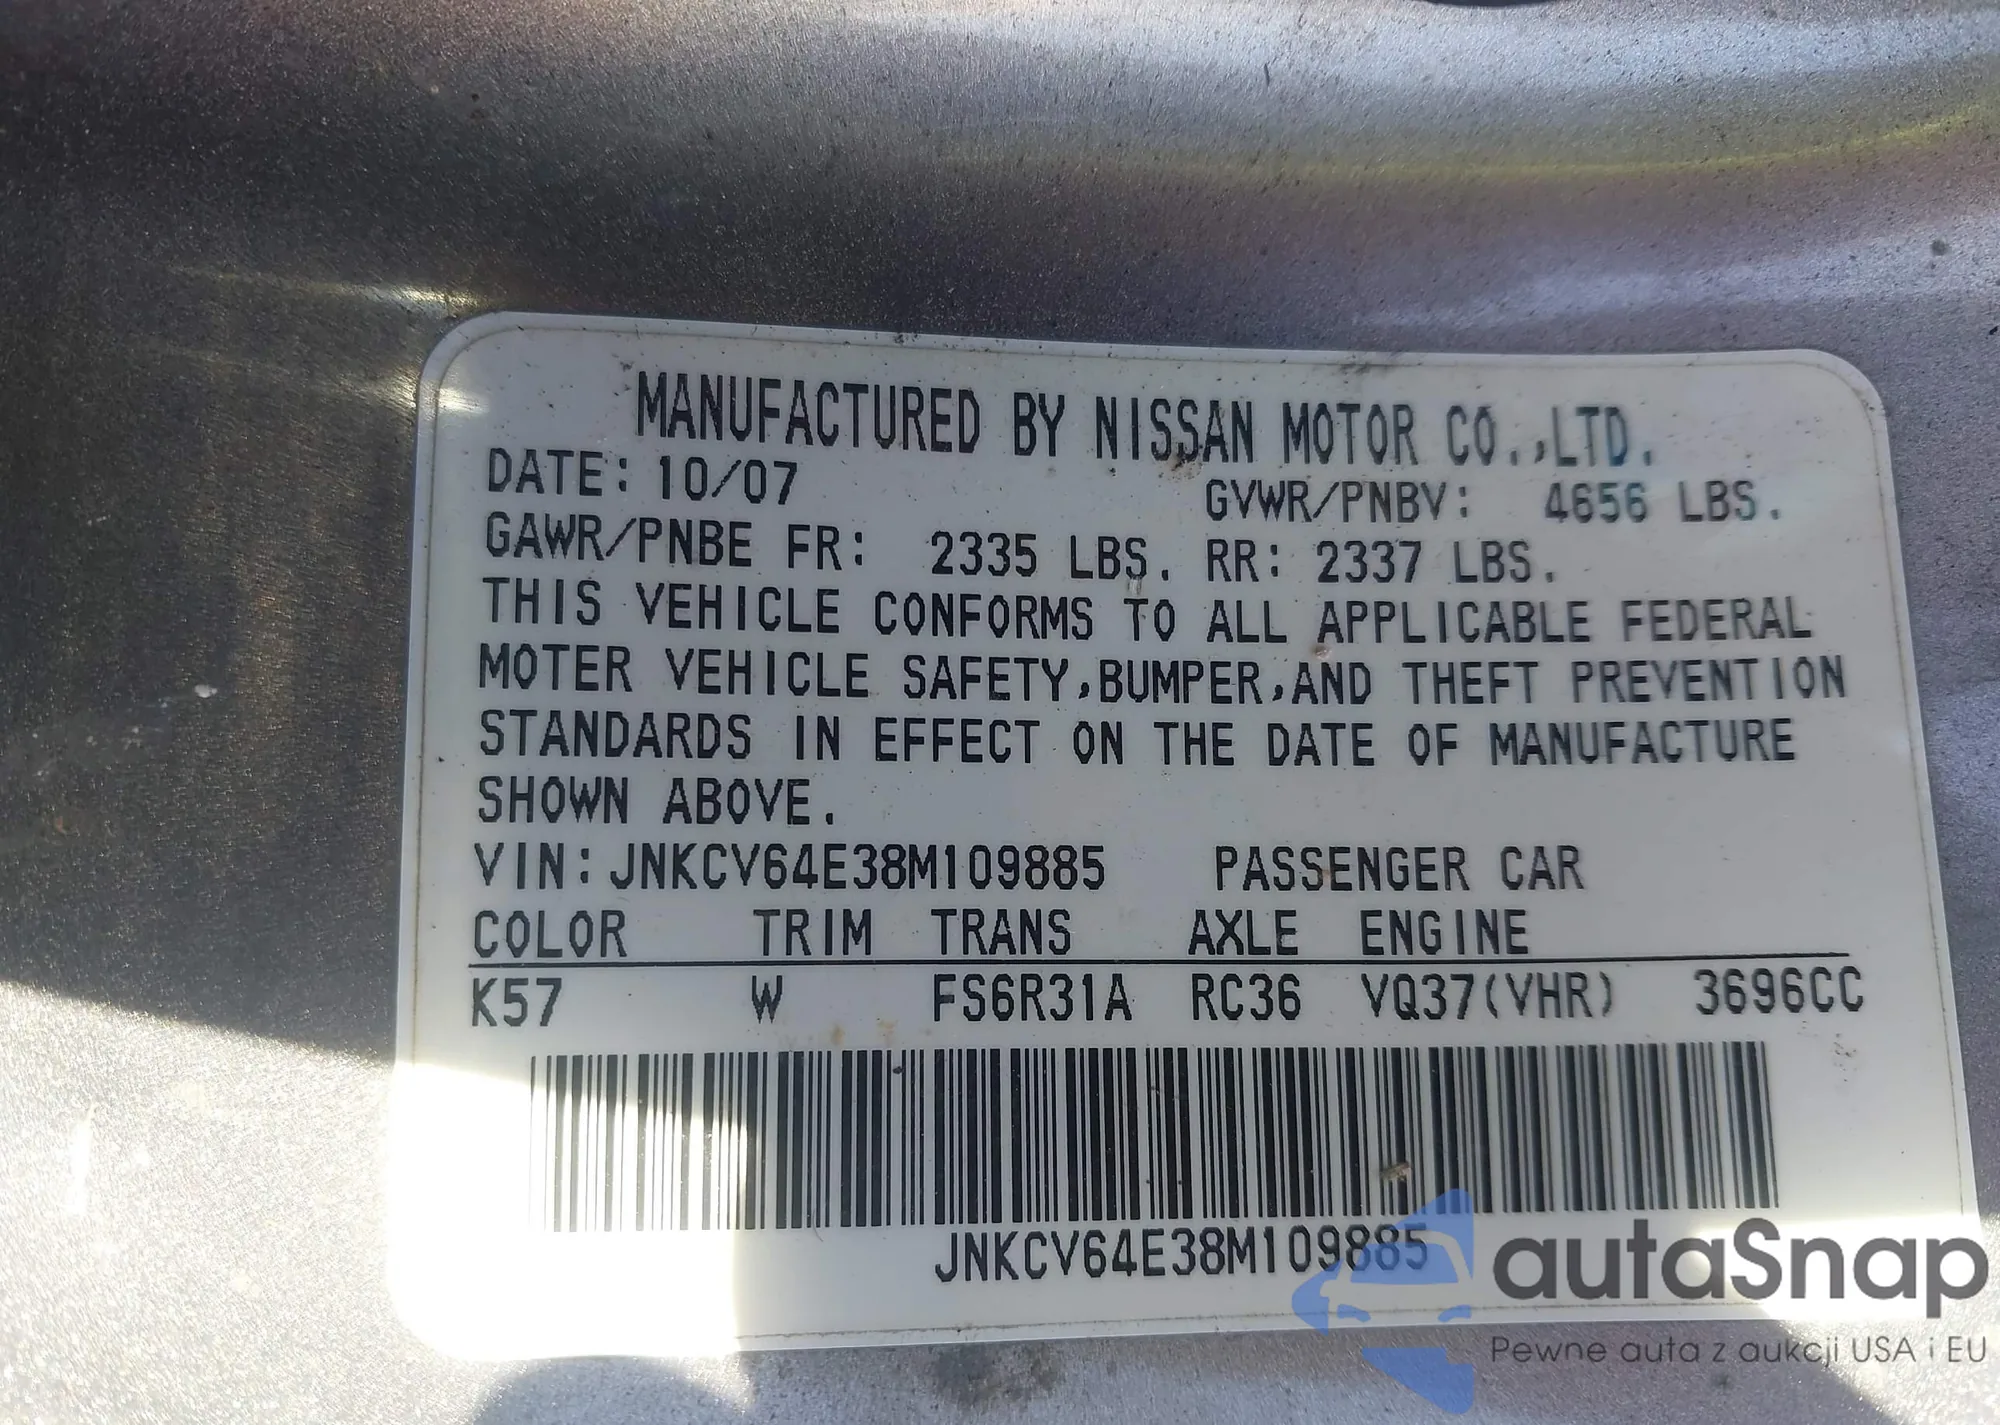 MANUFACTURED BY NISSAN MOTOR CO.,LTD.
DATE: 10/07 GVWR/PNBV: 4656 LBS.
GAWR/PNBE FR: 2335 LBS. RR: 2337 LBS.
THIS VEHICLE CONFORMS TO ALL APPLICABLE FEDERAL
MOTER VEHICLE SAFETY,BUMPER,AND THEFT PREVENTION
STANDARDS IN EFFECT ON THE DATE OF MANUFACTURE
SHOWN ABOVE.
VIN:JNKCV64E38M109885 PASSENGER CAR
COLOR TRIM TRANS AXLE ENGINE
K57 W FS6R31A RC36 VQ37(VHR) 3696CC
JNKCV64E38M109885
autaSnap
Pewne auta z aukcji USA i EU